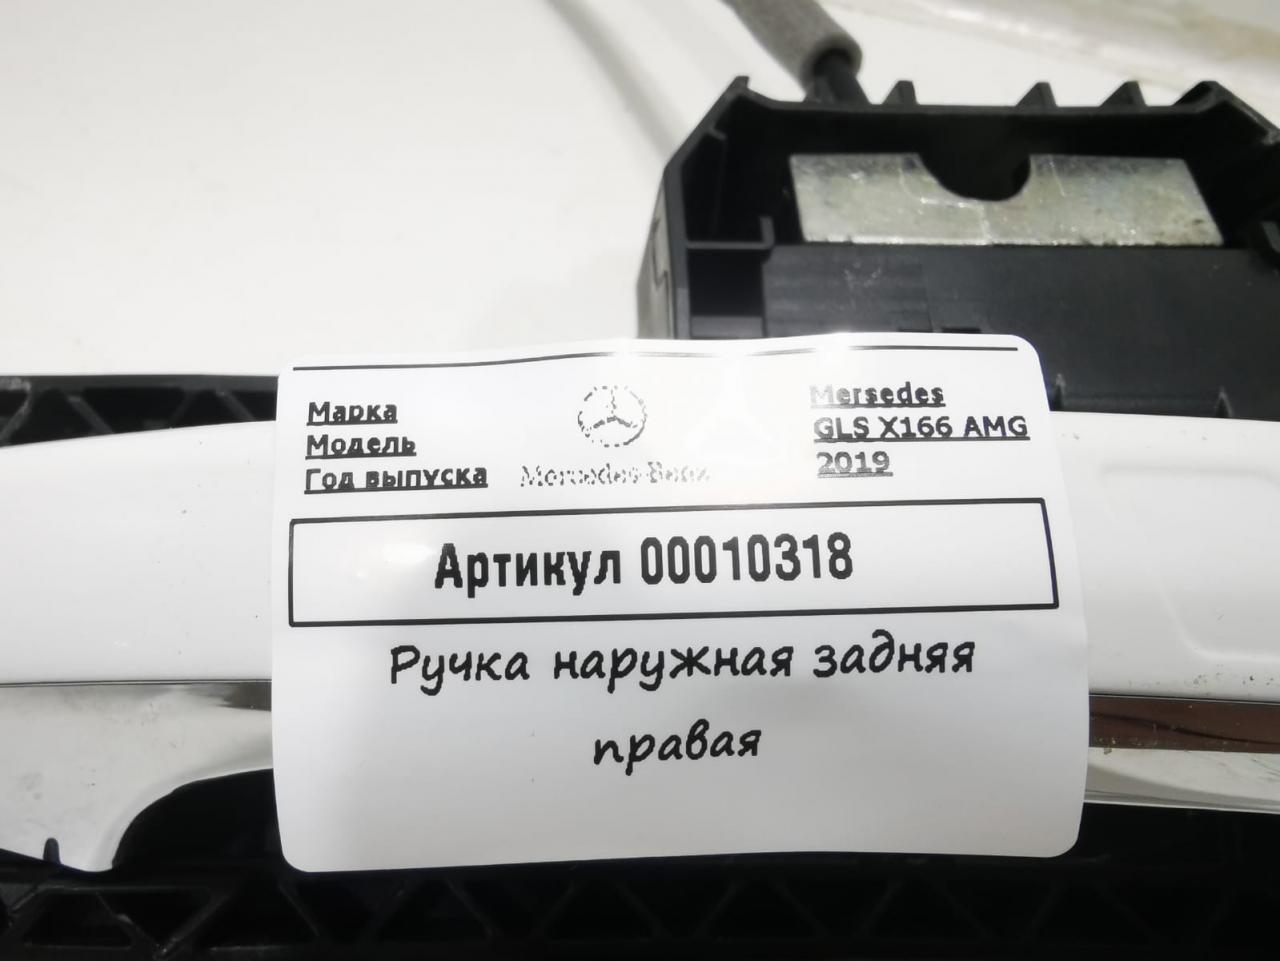 Марка Mersedes
Модель GLS X166 AMG
Год выпуска Mercedes-Benz 2019
Артикул 00010318
Ручка наружная задняя
правая